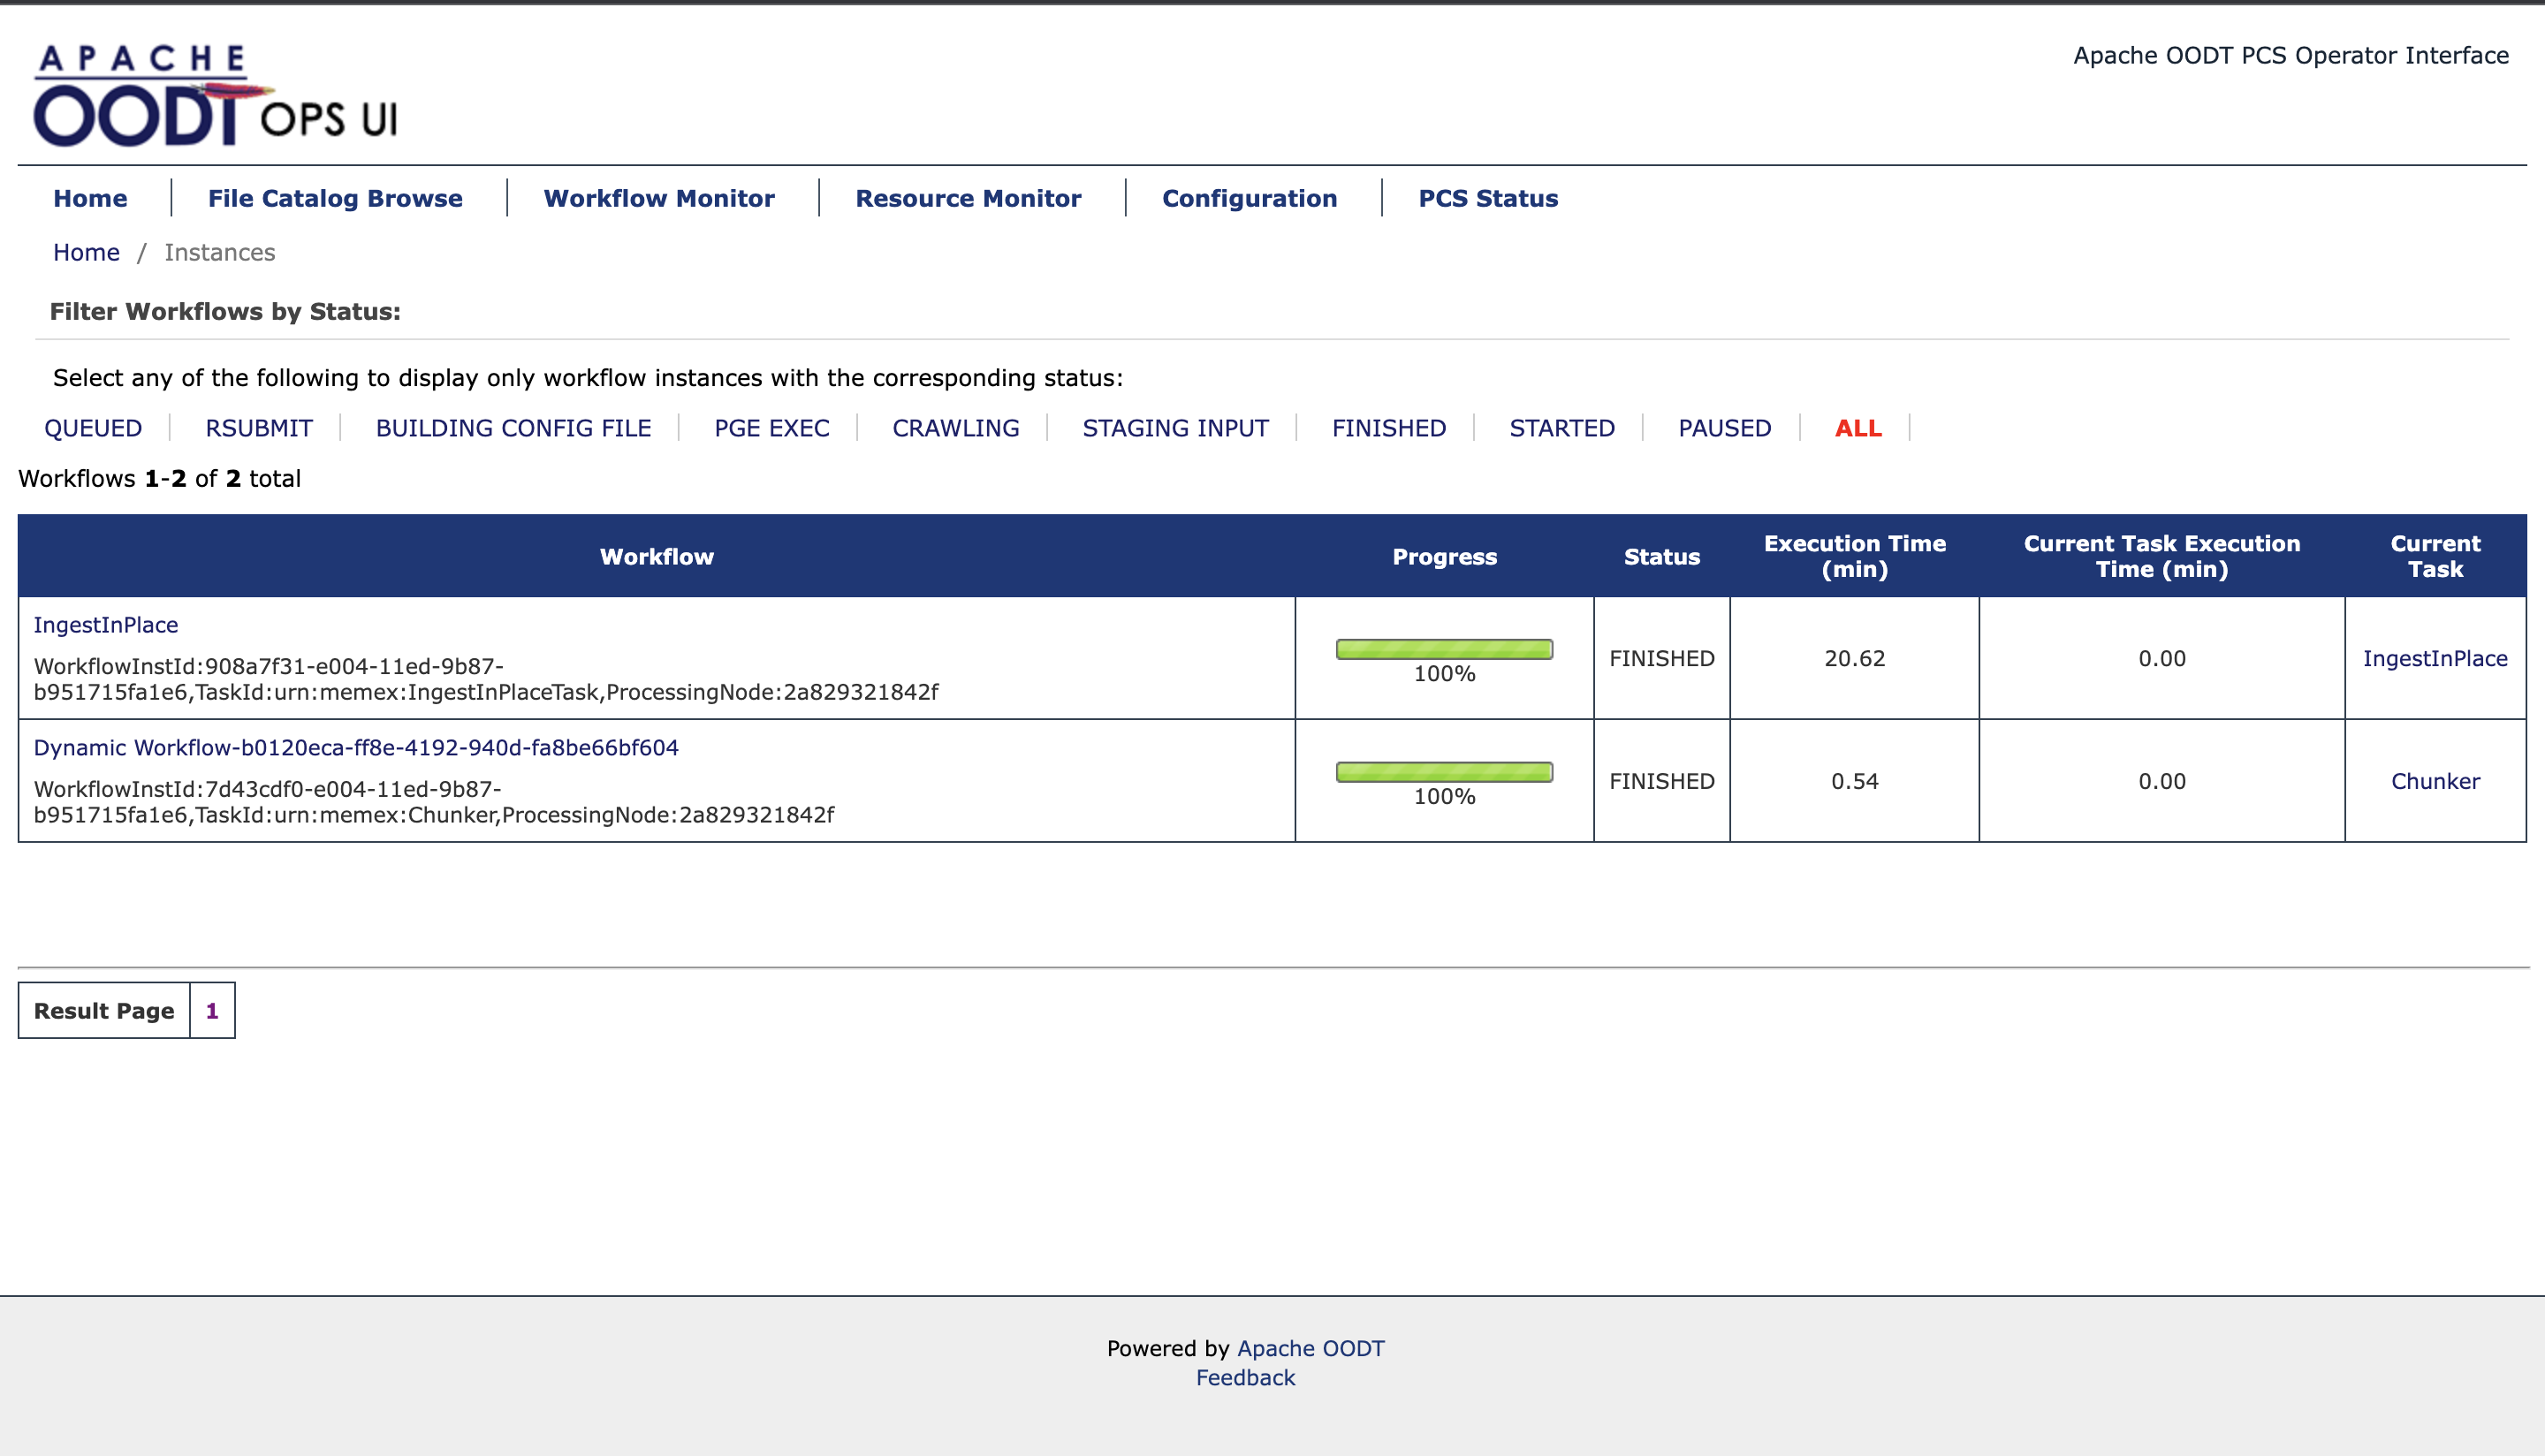 APACHE
OODT OPS UI
Apache OODT PCS Operator Interface
Home File Catalog Browse Workflow Monitor Resource Monitor Configuration PCS Status
Home / Instances
Filter Workflows by Status:
Select any of the following to display only workflow instances with the corresponding status:
QUEUED RSUBMIT BUILDING CONFIG FILE PGE EXEC CRAWLING STAGING INPUT FINISHED STARTED PAUSED ALL
Workflows 1-2 of 2 total
Workflow Progress Status Execution Time (min) Current Task Execution Time (min) Current Task
IngestInPlace
WorkflowInstId:908a7f31-e004-11ed-9b87-
b951715fa1e6,TaskId:urn:memex:IngestInPlaceTask,ProcessingNode:2a829321842f
100% FINISHED 20.62 0.00 IngestInPlace
Dynamic Workflow-b0120eca-ff8e-4192-940d-fa8be66bf604
WorkflowInstId:7d43cdf0-e004-11ed-9b87-
b951715fa1e6,TaskId:urn:memex:Chunker,ProcessingNode:2a829321842f
100% FINISHED 0.54 0.00 Chunker
Result Page 1
Powered by Apache OODT
Feedback